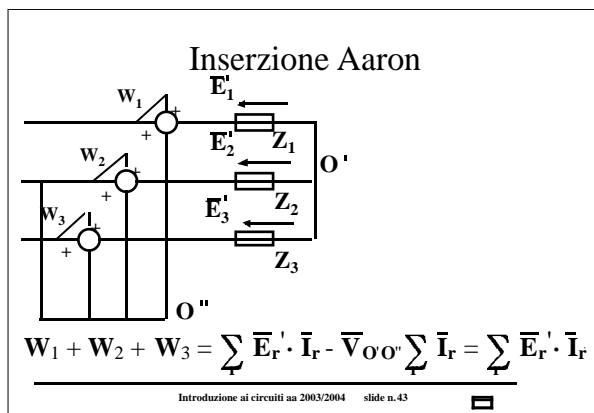 Inserzione Aaron
W₁ + + E̅'₁ Z₁
W₂ + + E̅'₂ Z₂ O'
W₃ + + E̅'₃ Z₃
O"
W₁ + W₂ + W₃ = ∑ E̅ᵣ' · I̅ᵣ - V̅O'O" ∑ I̅ᵣ = ∑ E̅ᵣ' · I̅ᵣ
Introduzione ai circuiti aa 2003/2004 slide n.43